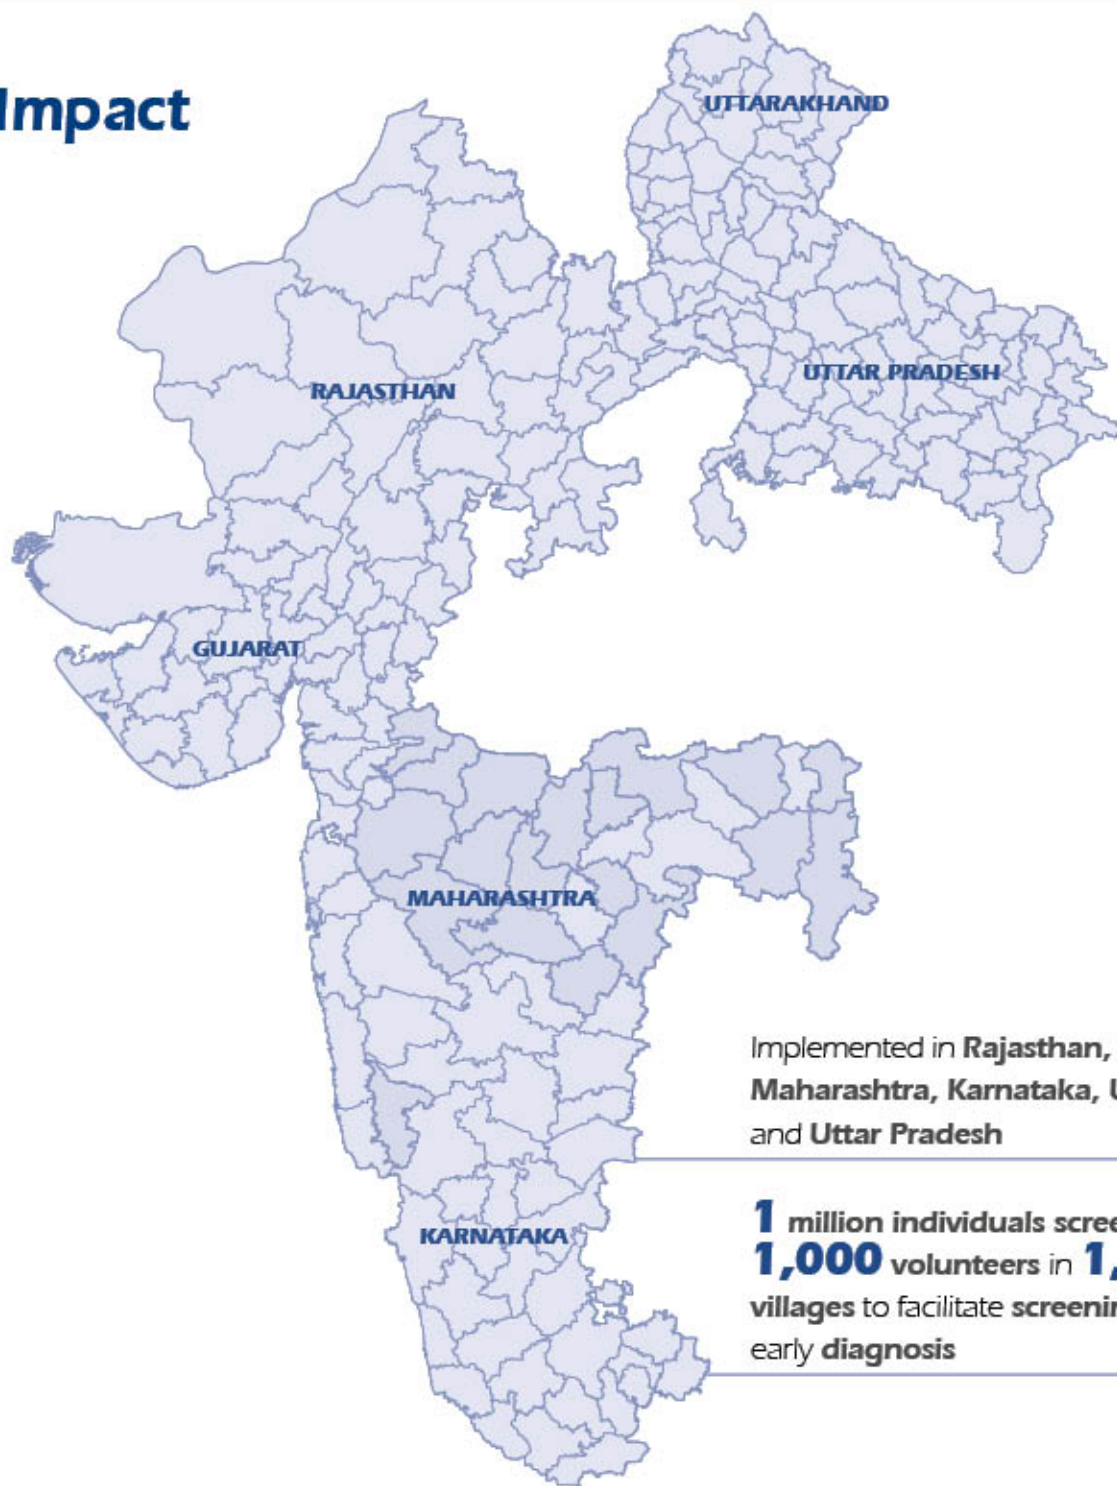 Impact
UTTARAKHAND
UTTAR PRADESH
RAJASTHAN
GUJARAT
MAHARASHTRA
KARNATAKA
Implemented in Rajasthan,
Maharashtra, Karnataka,
and Uttar Pradesh
1 million individuals
1,000 volunteers in
villages to facilitate
early diagnosis